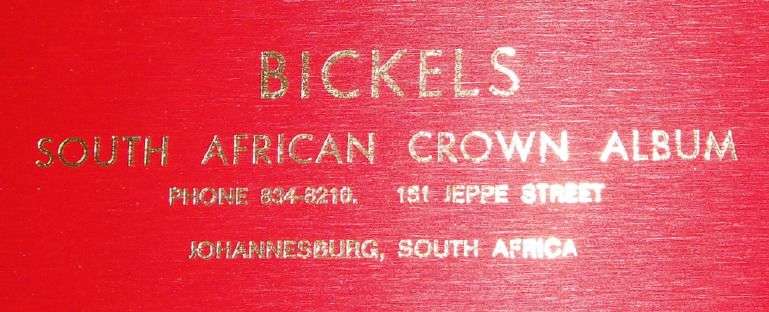 BICKELS
SOUTH AFRICAN CROWN ALBUM
PHONE 834-8210. 151 JEPPE STREET
JOHANNESBURG, SOUTH AFRICA